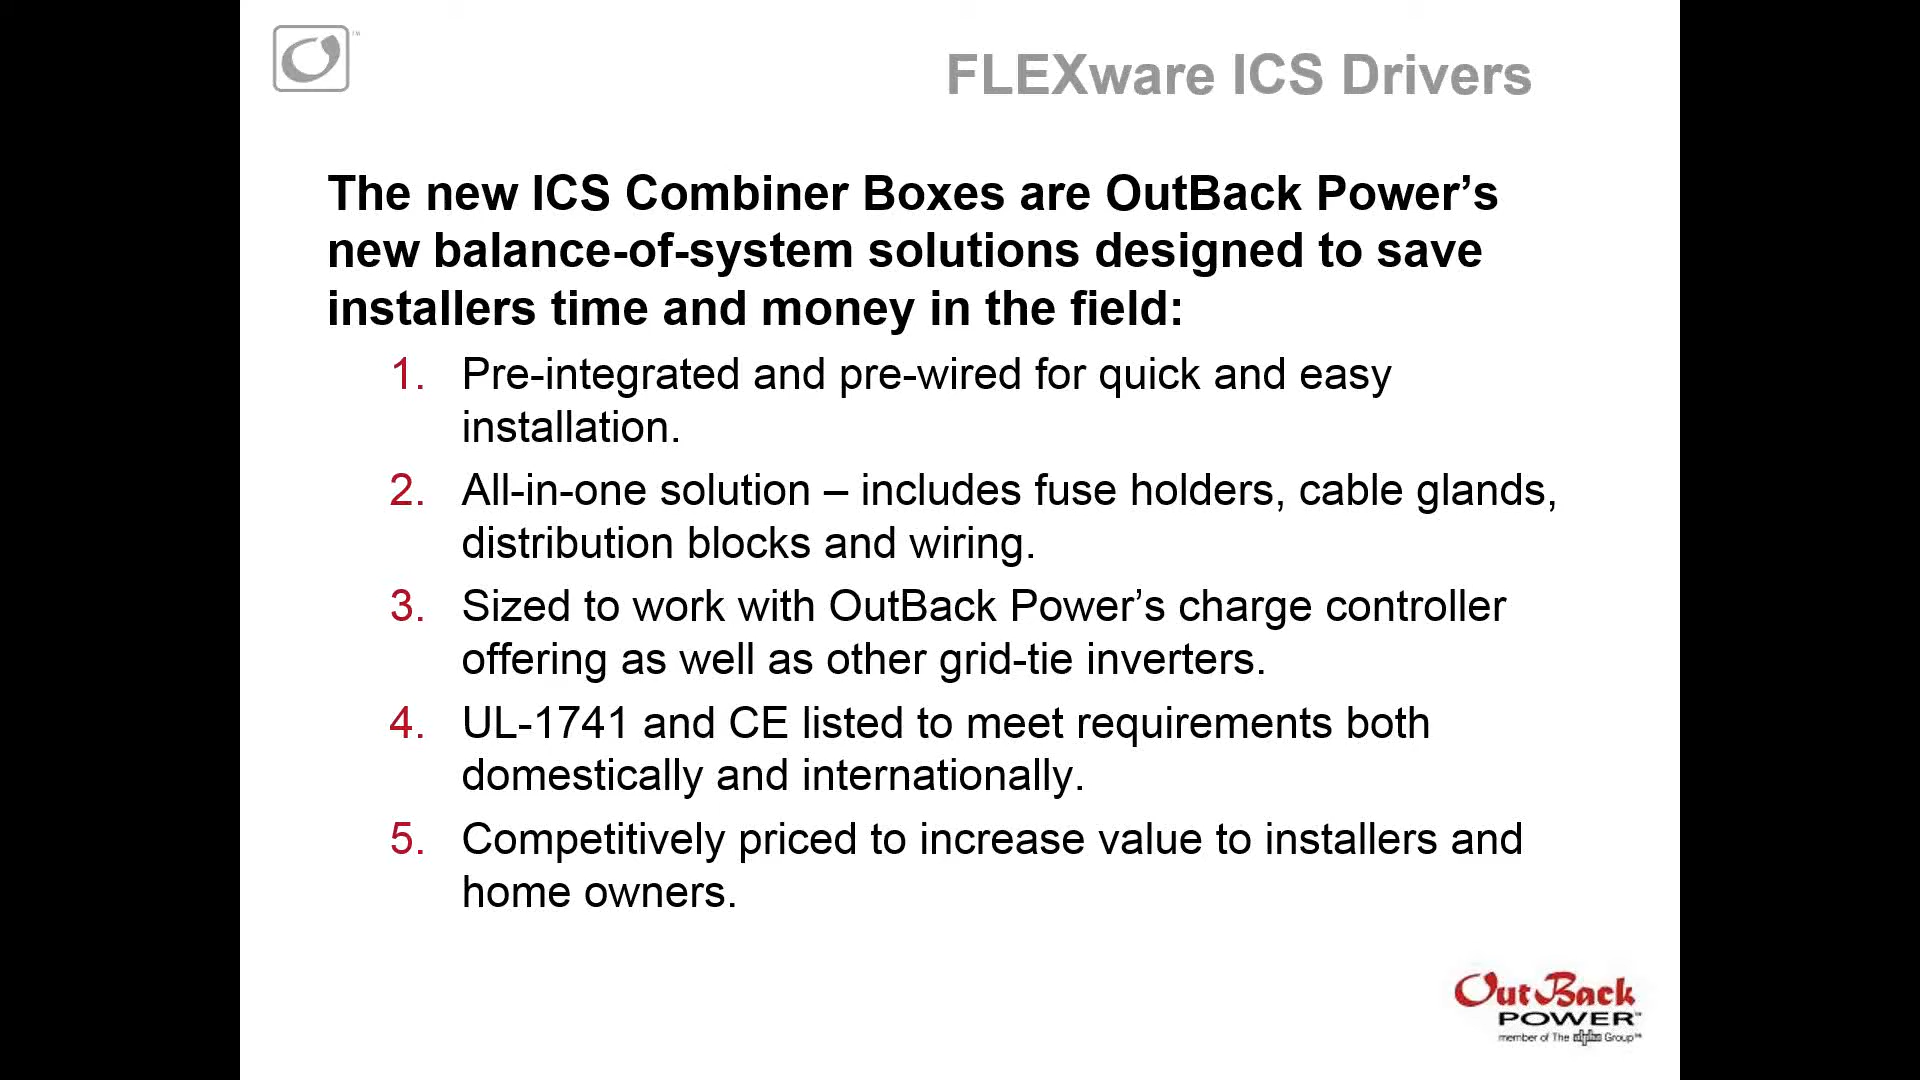 TM
FLEXware ICS Drivers
The new ICS Combiner Boxes are OutBack Power’s
new balance-of-system solutions designed to save
installers time and money in the field:
1. Pre-integrated and pre-wired for quick and easy
installation.
2. All-in-one solution – includes fuse holders, cable glands,
distribution blocks and wiring.
3. Sized to work with OutBack Power’s charge controller
offering as well as other grid-tie inverters.
4. UL-1741 and CE listed to meet requirements both
domestically and internationally.
5. Competitively priced to increase value to installers and
home owners.
OutBack
POWER™
member of The alpha Group™